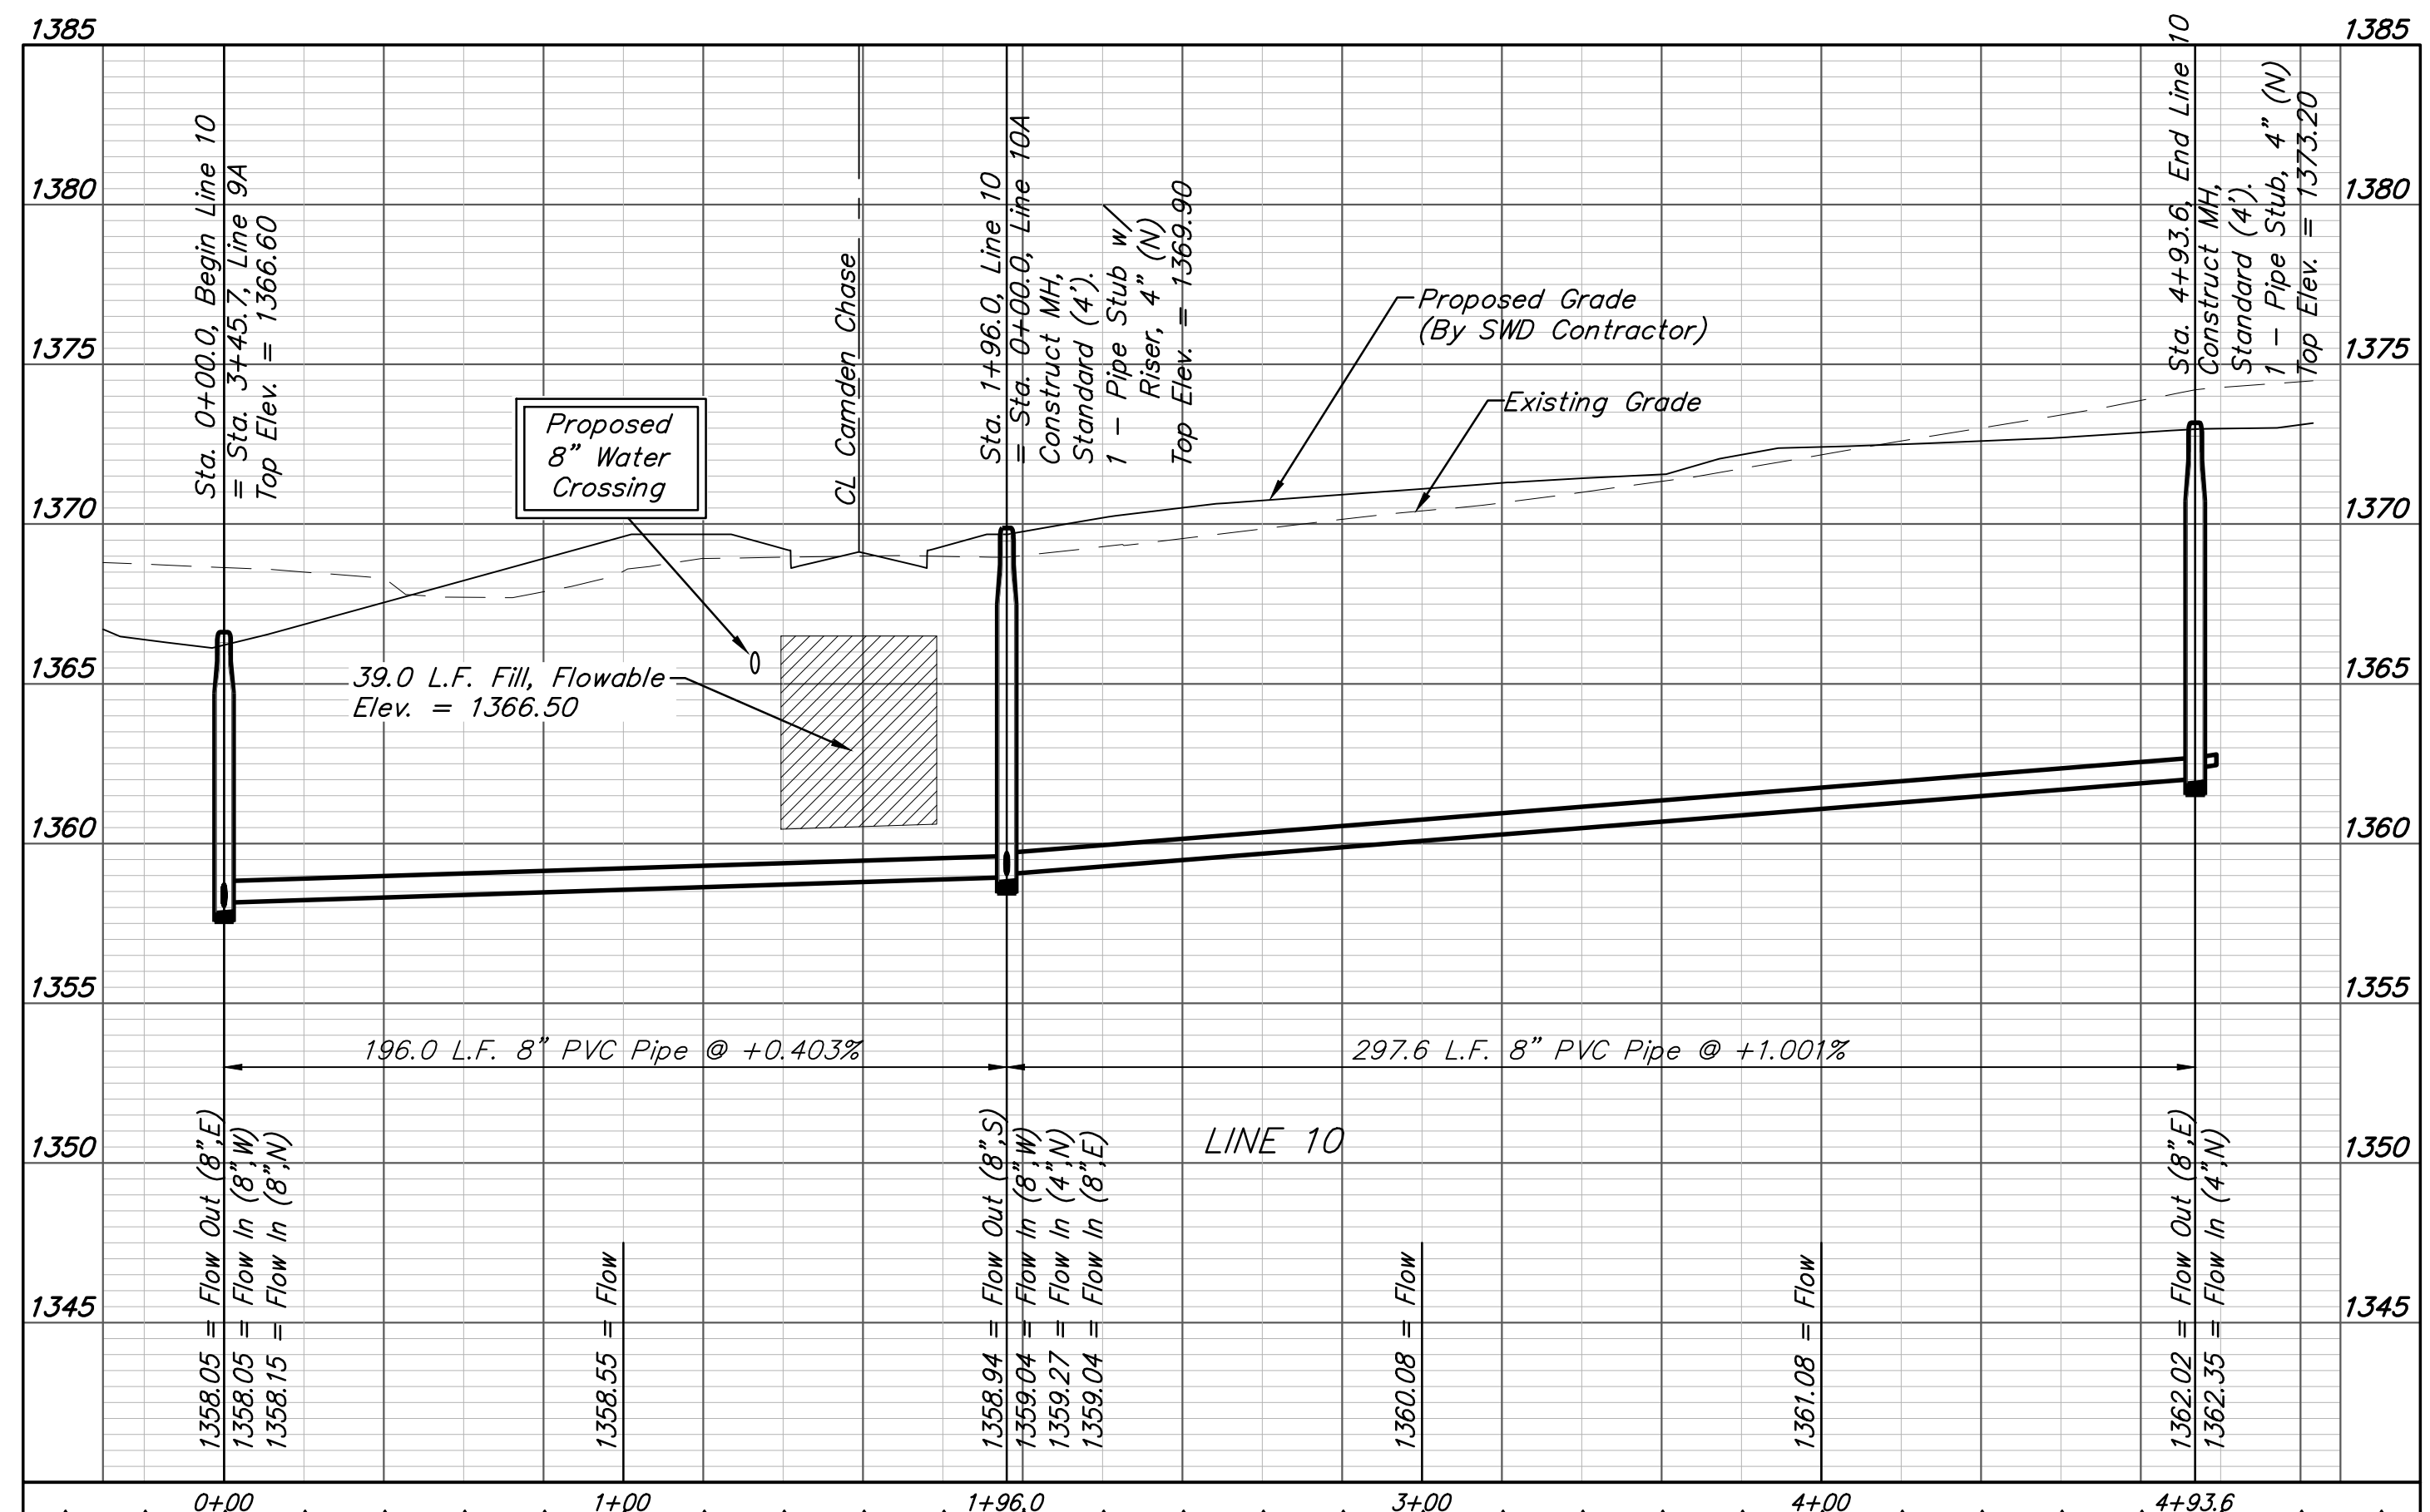 1385
1385
1380
1380
1375
1375
1370
1370
1365
1365
1360
1360
1355
1355
1350
1350
1345
1345
Sta. 0+00.0, Begin Line 10
= Sta. 3+45.7, Line 9A
Top Elev. = 1366.60
Proposed
8" Water
Crossing
CL Camden Chase
Sta. 1+96.0, Line 10
= Sta. 0+00.0, Line 10A
Construct MH,
Standard (4').
1 - Pipe Stub w/
Riser, 4" (N)
Top Elev. = 1369.90
Proposed Grade
(By SWD Contractor)
Existing Grade
Sta. 4+93.6, End Line 10
Construct MH,
Standard (4').
1 - Pipe Stub, 4" (N)
Top Elev. = 1373.20
39.0 L.F. Fill, Flowable
Elev. = 1366.50
196.0 L.F. 8" PVC Pipe @ +0.403%
297.6 L.F. 8" PVC Pipe @ +1.001%
LINE 10
1358.05 = Flow Out (8",E)
1358.05 = Flow In (8",W)
1358.15 = Flow In (8",N)
1358.55 = Flow
1358.94 = Flow Out (8",S)
1359.04 = Flow In (8",W)
1359.27 = Flow In (4",N)
1359.04 = Flow In (8",E)
1360.08 = Flow
1361.08 = Flow
1362.02 = Flow Out (8",E)
1362.35 = Flow In (4",N)
0+00
1+00
1+96.0
3+00
4+00
4+93.6